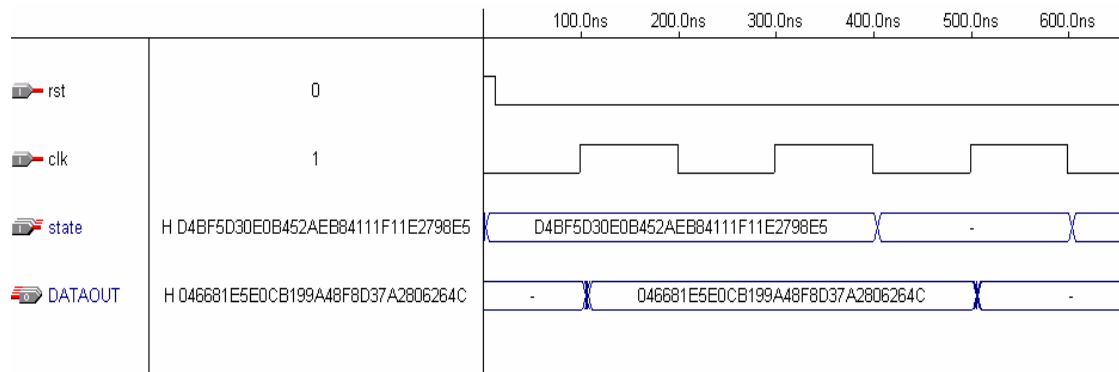 100.0ns 200.0ns 300.0ns 400.0ns 500.0ns 600.0ns
rst 0
clk 1
state H D4BF5D30E0B452AEB84111F11E2798E5 D4BF5D30E0B452AEB84111F11E2798E5 -
DATAOUT H 046681E5E0CB199A48F8D37A2806264C - 046681E5E0CB199A48F8D37A2806264C -